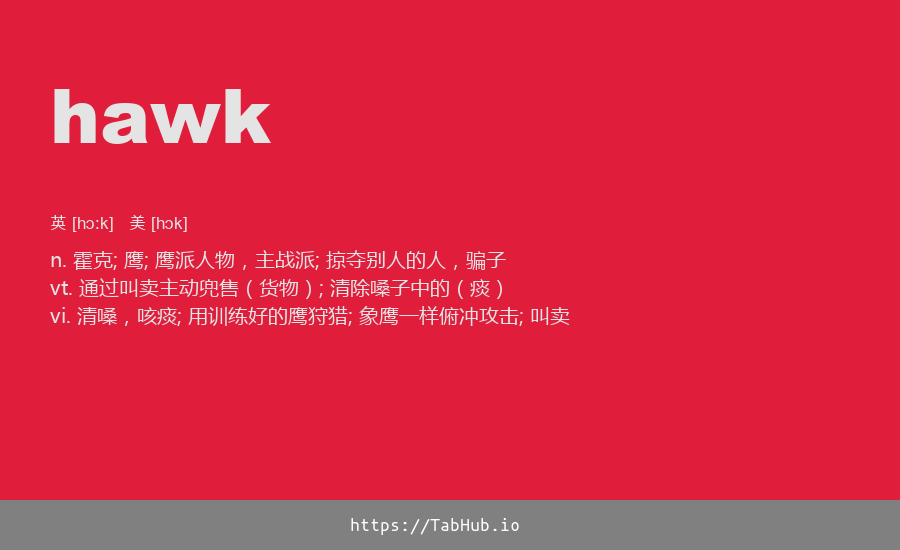 hawk
英 [hɔːk] 美 [hɔk]
n. 霍克; 鹰; 鹰派人物，主战派; 掠夺别人的人，骗子
vt. 通过叫卖主动兜售（货物）; 清除嗓子中的（痰）
vi. 清嗓，咳痰; 用训练好的鹰狩猎; 象鹰一样俯冲攻击; 叫卖
https://TabHub.io